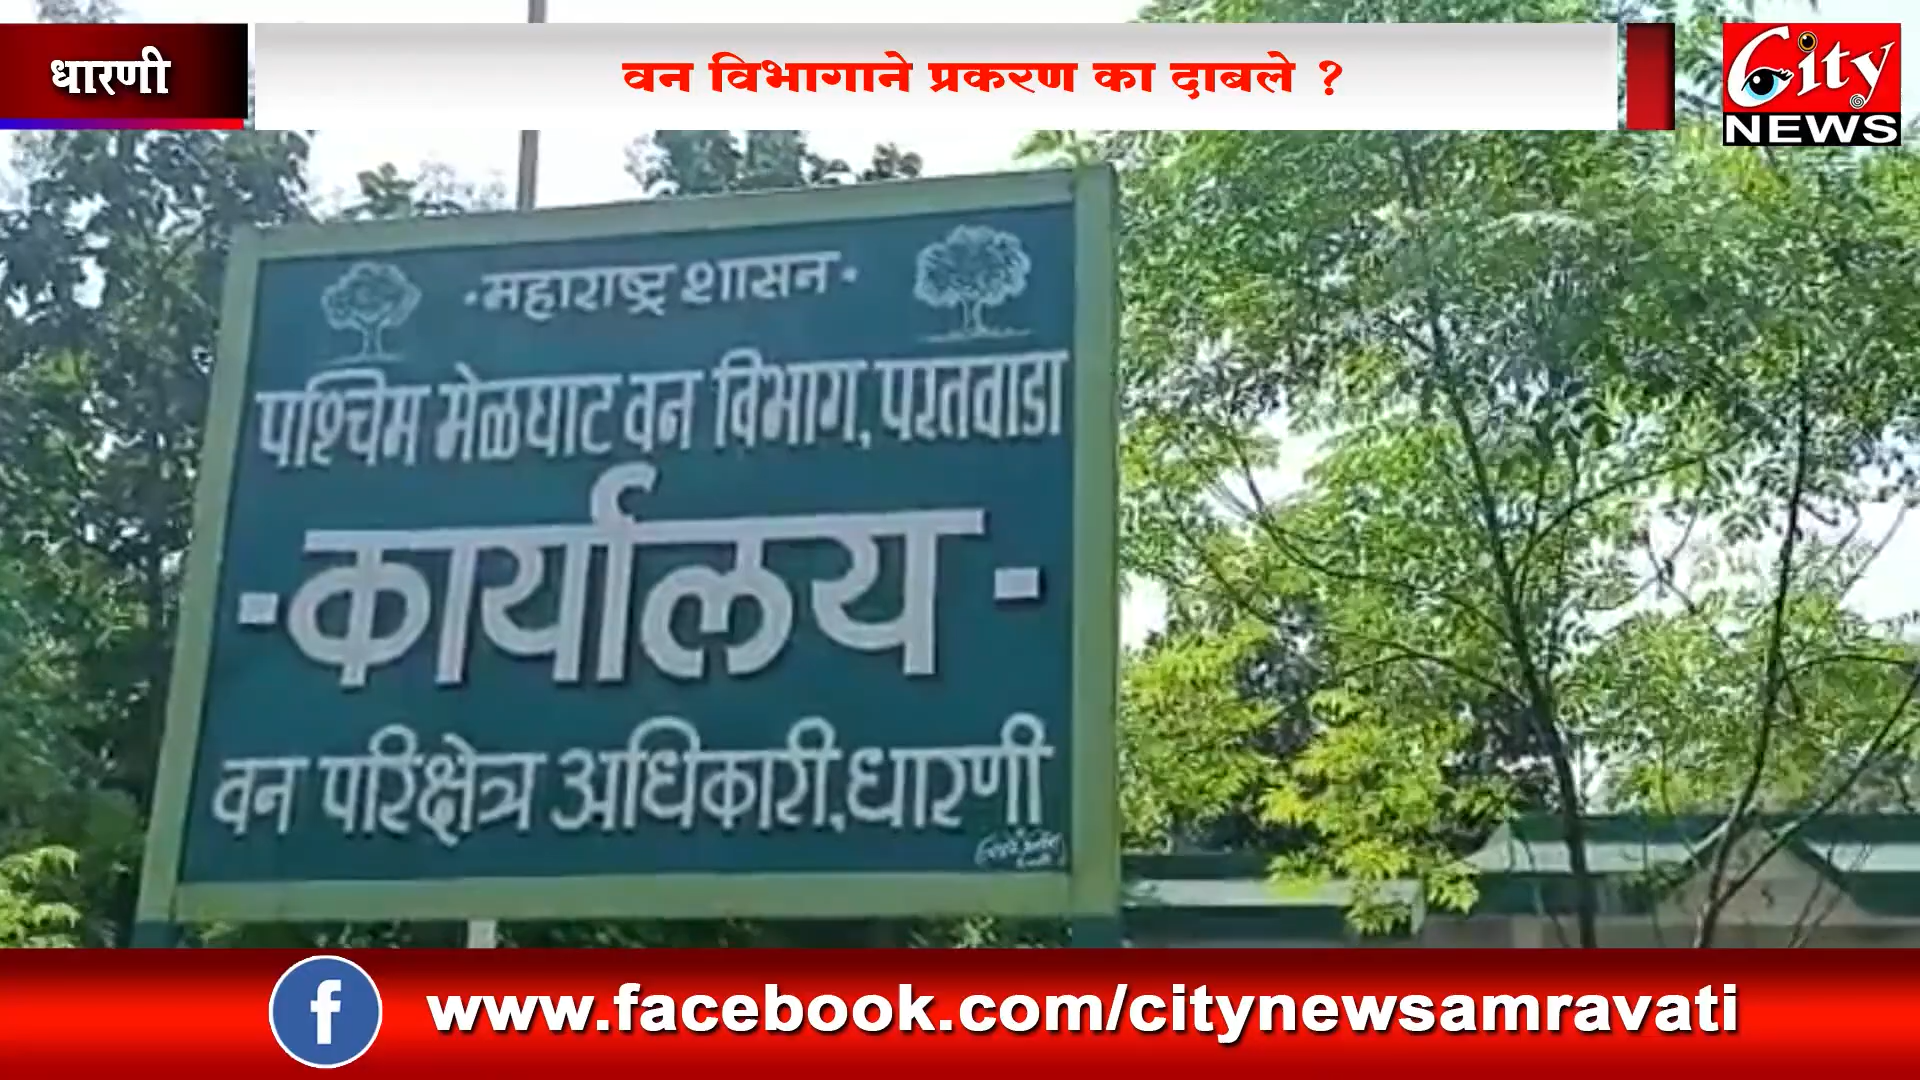 धारणी
वन विभागाने प्रकरण का दाबले ?
City
NEWS
•महाराष्ट्र शासन•
पश्चिम मेळघाट वन विभाग, परतवाडा
-कार्यालय-
वन परिक्षेत्र अधिकारी, धारणी
f www.facebook.com/citynewsamravati